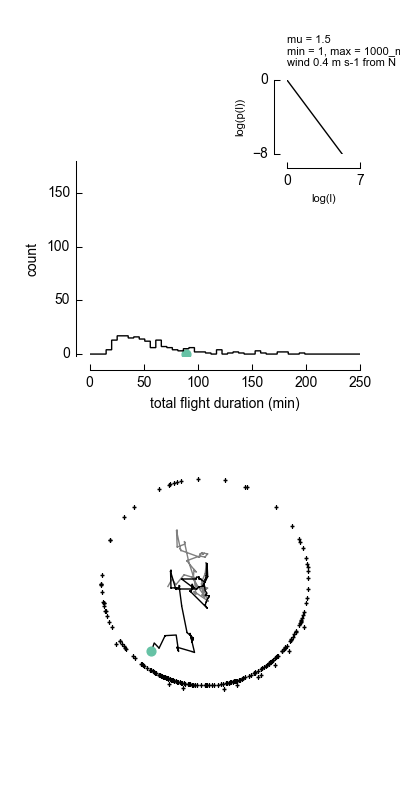 mu = 1.5
min = 1, max = 1000_m
wind 0.4 m s-1 from N
0
log(p(l))
−8
0
7
log(l)
150
100
50
0
count
0
50
100
150
200
250
total flight duration (min)